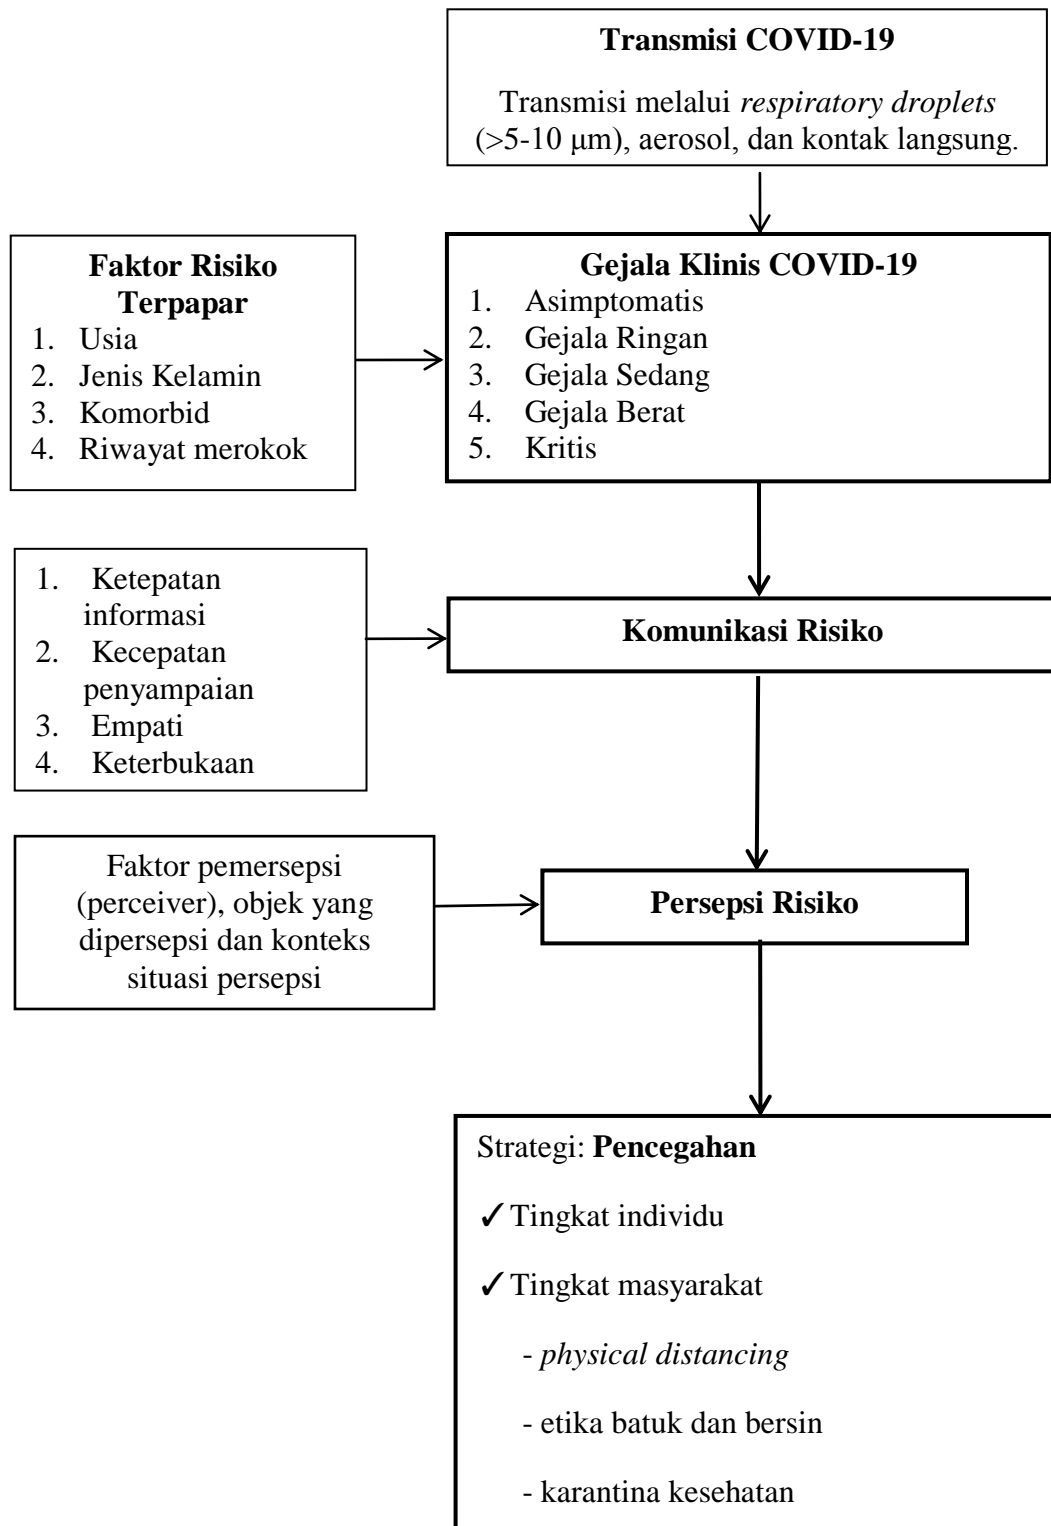 Transmisi COVID-19
Transmisi melalui respiratory droplets
(>5-10 μm), aerosol, dan kontak langsung.
Faktor Risiko
Terpapar
1. Usia
2. Jenis Kelamin
3. Komorbid
4. Riwayat merokok
Gejala Klinis COVID-19
1. Asimptomatis
2. Gejala Ringan
3. Gejala Sedang
4. Gejala Berat
5. Kritis
1. Ketepatan
informasi
2. Kecepatan
penyampaian
3. Empati
4. Keterbukaan
Komunikasi Risiko
Faktor pemersepsi
(perceiver), objek yang
dipersepsi dan konteks
situasi persepsi
Persepsi Risiko
Strategi: Pencegahan
✓Tingkat individu
✓Tingkat masyarakat
- physical distancing
- etika batuk dan bersin
- karantina kesehatan